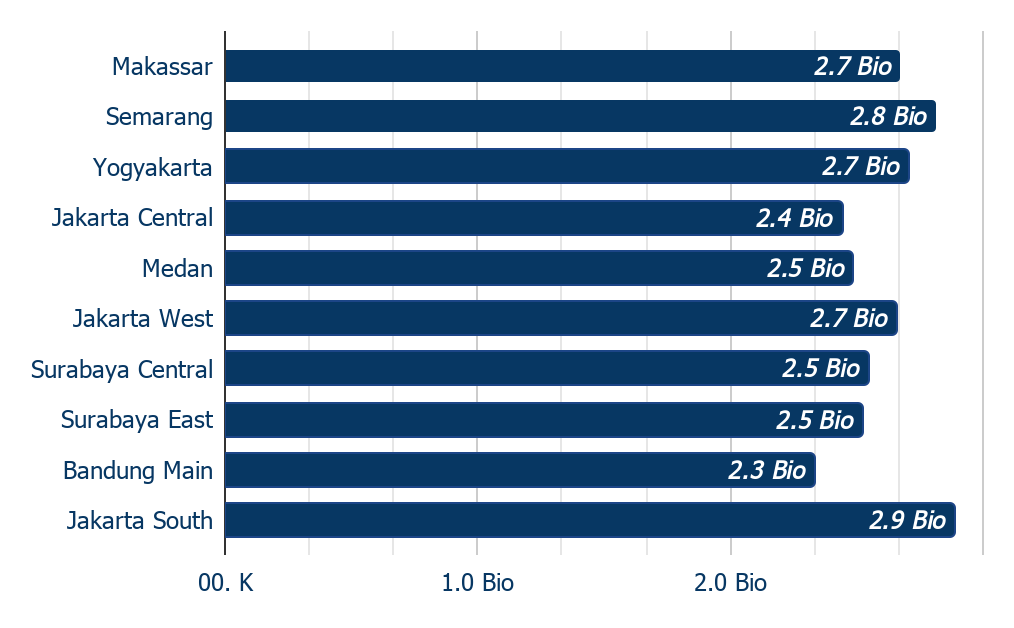 Makassar 2.7 Bio
Semarang 2.8 Bio
Yogyakarta 2.7 Bio
Jakarta Central 2.4 Bio
Medan 2.5 Bio
Jakarta West 2.7 Bio
Surabaya Central 2.5 Bio
Surabaya East 2.5 Bio
Bandung Main 2.3 Bio
Jakarta South 2.9 Bio
00. K 1.0 Bio 2.0 Bio